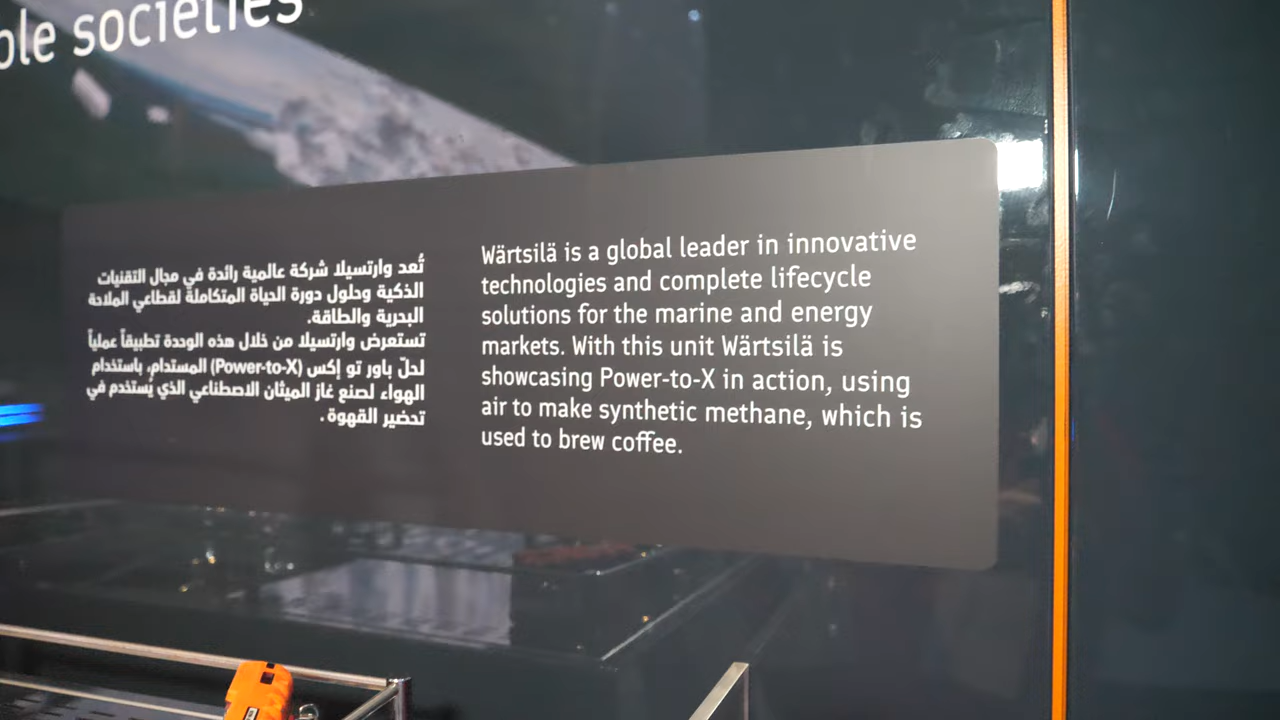 ble societies
تُعد وارتسيلا شركة عالمية رائدة في مجال التقنيات
الذكية وحلول دورة الحياة المتكاملة لقطاعي الملاحة
البحرية والطاقة.
تستعرض وارتسيلا من خلال هذه الوحدة تطبيقاً عملياً
لحلّ باور تو إكس (Power-to-X) المستدام، باستخدام
الهواء لصنع غاز الميثان الاصطناعي الذي يُستخدم في
تحضير القهوة.
Wärtsilä is a global leader in innovative
technologies and complete lifecycle
solutions for the marine and energy
markets. With this unit Wärtsilä is
showcasing Power-to-X in action, using
air to make synthetic methane, which is
used to brew coffee.